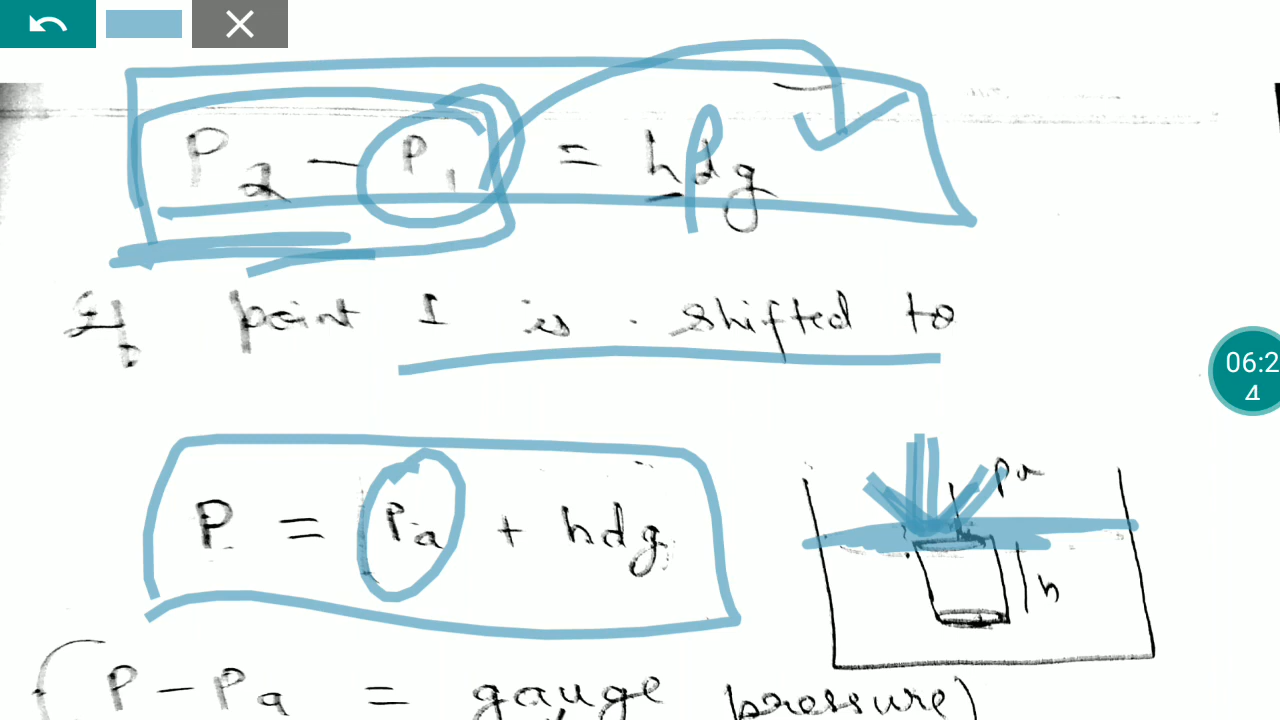 P2 - P1 = hdg
ρ
If point 1 is shifted to
P = Pa + hdg
Pa
h
(P - Pa = gauge pressure)
06:24